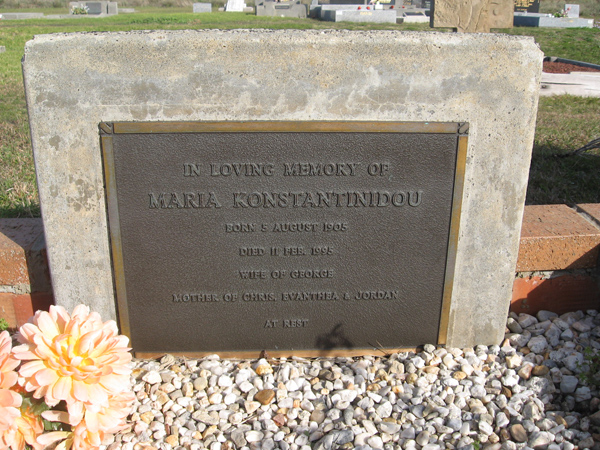 IN LOVING MEMORY OF
MARIA KONSTANTINIDOU
BORN 5 AUGUST 1905
DIED 11 FEB. 1995
WIFE OF GEORGE
MOTHER OF CHRIS, EVANTHEA & JORDAN
AT REST